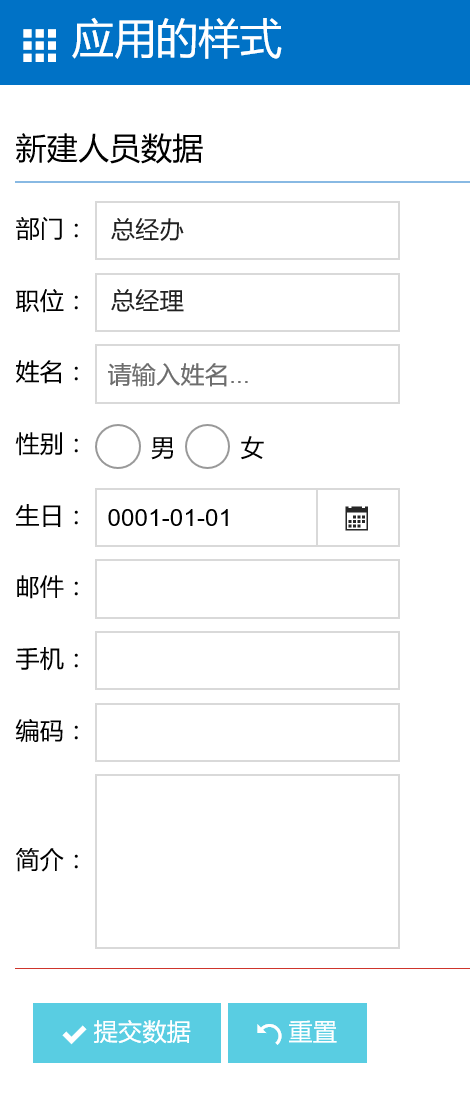 应用的样式
新建人员数据
部门： 总经办
职位： 总经理
姓名： 请输入姓名...
性别： 男 女
生日： 0001-01-01
邮件：
手机：
编码：
简介：
提交数据 重置